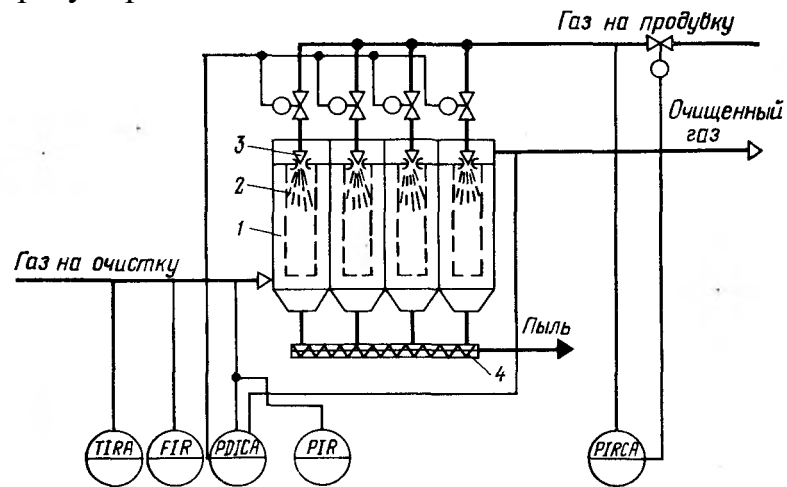 Газ на продувку
Очищенный
газ
3
2
1
Газ на очистку
Пыль
4
TIRA
FIR
PDICA
PIR
PIRCA